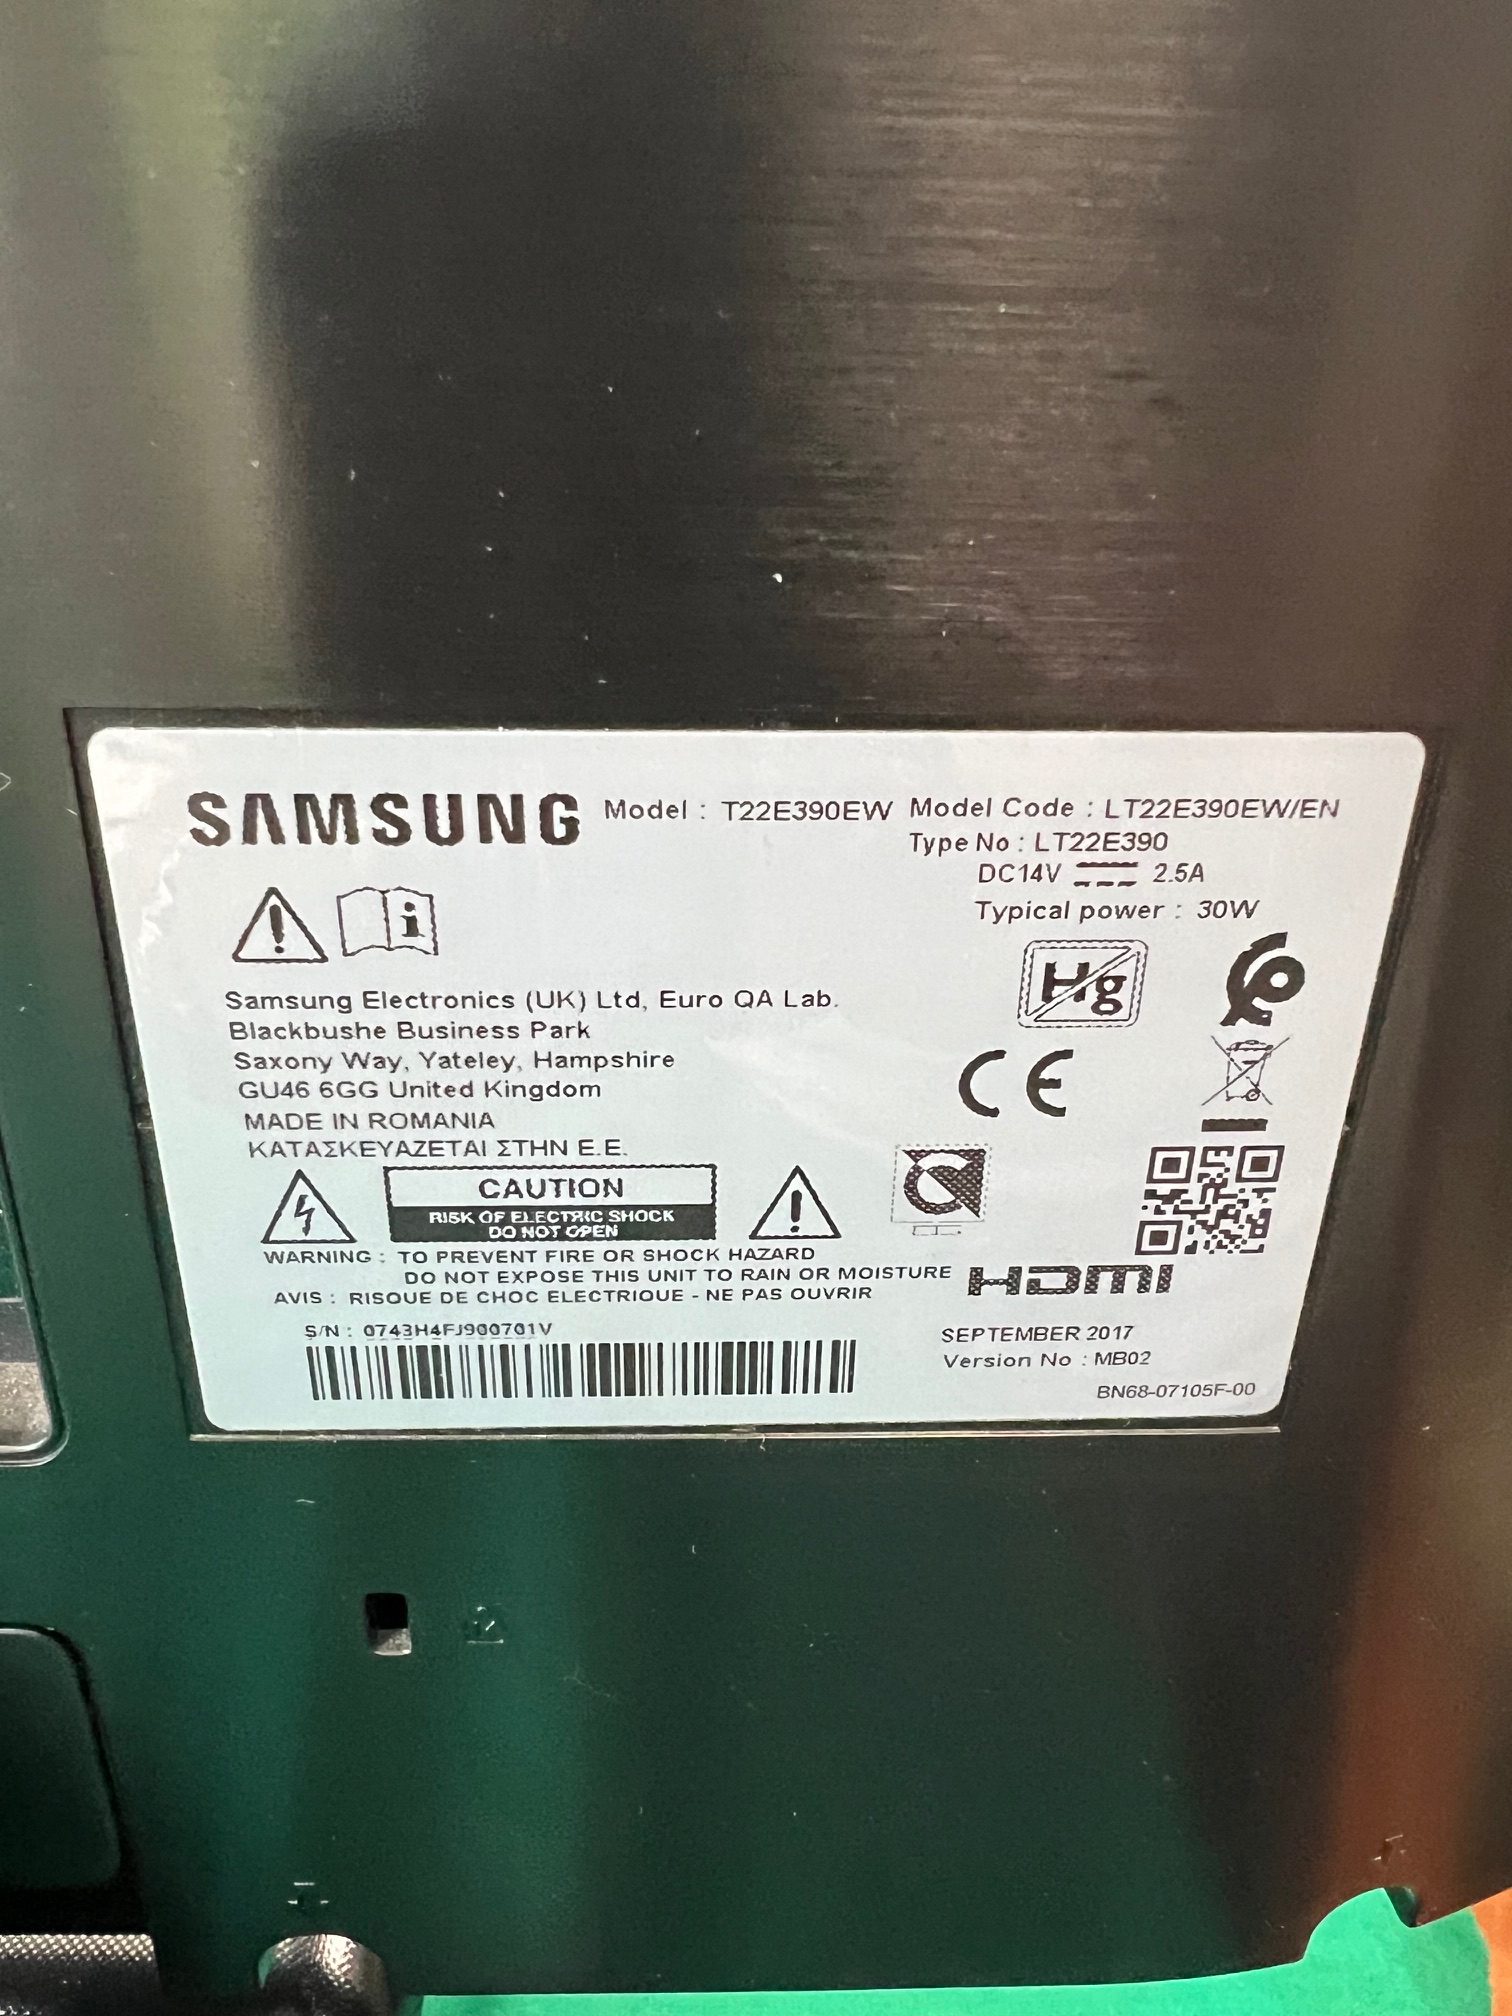 SAMSUNG Model : T22E390EW Model Code : LT22E390EW/EN
Type No : LT22E390
DC14V 2.5A
Typical power : 30W
Hg
Samsung Electronics (UK) Ltd, Euro QA Lab.
Blackbushe Business Park
Saxony Way, Yateley, Hampshire
GU46 6GG United Kingdom
CE
MADE IN ROMANIA
ΚΑΤΑΣΚΕΥΑΖΕΤΑΙ ΣΤΗΝ Ε.Ε.
CAUTION
RISK OF ELECTRIC SHOCK
DO NOT OPEN
WARNING : TO PREVENT FIRE OR SHOCK HAZARD
DO NOT EXPOSE THIS UNIT TO RAIN OR MOISTURE
HDMI
AVIS : RISQUE DE CHOC ELECTRIQUE - NE PAS OUVRIR
S/N : 0743H4FJ900701V
SEPTEMBER 2017
Version No : MB02
BN68-07105F-00